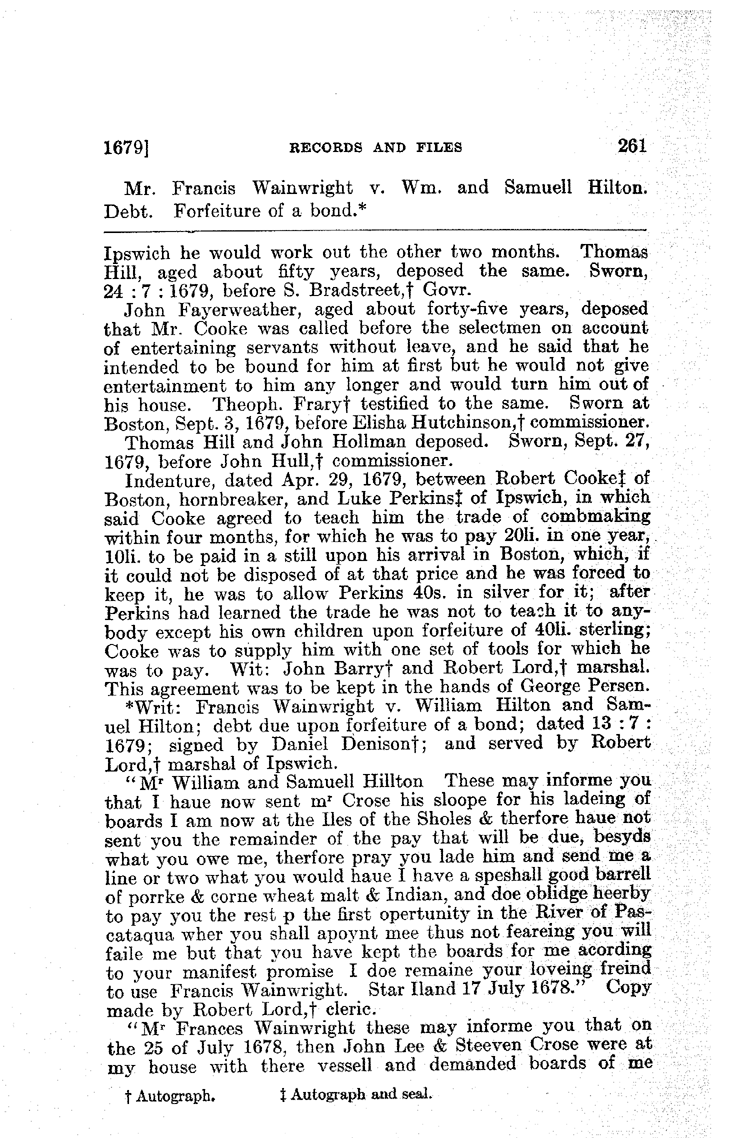 1679] RECORDS AND FILES 261
Mr. Francis Wainwright v. Wm. and Samuell Hilton.
Debt. Forfeiture of a bond.*
Ipswich he would work out the other two months. Thomas
Hill, aged about fifty years, deposed the same. Sworn,
24 : 7 : 1679, before S. Bradstreet,† Govr.
John Fayerweather, aged about forty-five years, deposed
that Mr. Cooke was called before the selectmen on account
of entertaining servants without leave, and he said that he
intended to be bound for him at first but he would not give
entertainment to him any longer and would turn him out of
his house. Theoph. Frary† testified to the same. Sworn at
Boston, Sept. 3, 1679, before Elisha Hutchinson,† commissioner.
Thomas Hill and John Hollman deposed. Sworn, Sept. 27,
1679, before John Hull,† commissioner.
Indenture, dated Apr. 29, 1679, between Robert Cooke‡ of
Boston, hornbreaker, and Luke Perkins‡ of Ipswich, in which
said Cooke agreed to teach him the trade of combmaking
within four months, for which he was to pay 20li. in one year,
10li. to be paid in a still upon his arrival in Boston, which, if
it could not be disposed of at that price and he was forced to
keep it, he was to allow Perkins 40s. in silver for it; after
Perkins had learned the trade he was not to teach it to any-
body except his own children upon forfeiture of 40li. sterling;
Cooke was to supply him with one set of tools for which he
was to pay. Wit: John Barry† and Robert Lord,† marshal.
This agreement was to be kept in the hands of George Persen.
*Writ: Francis Wainwright v. William Hilton and Sam-
uel Hilton; debt due upon forfeiture of a bond; dated 13 : 7 :
1679; signed by Daniel Denison†; and served by Robert
Lord,† marshal of Ipswich.
"Mʳ William and Samuell Hillton These may informe you
that I haue now sent mʳ Crose his sloope for his ladeing of
boards I am now at the Iles of the Sholes & therfore haue not
sent you the remainder of the pay that will be due, besyds
what you owe me, therfore pray you lade him and send me a
line or two what you would haue I have a speshall good barrell
of porrke & corne wheat malt & Indian, and doe oblidge heerby
to pay you the rest p the first opertunity in the River of Pas-
cataqua wher you shall apoynt mee thus not feareing you will
faile me but that you have kept the boards for me acording
to your manifest promise I doe remaine your loveing freind
to use Francis Wainwright. Star Iland 17 July 1678." Copy
made by Robert Lord,† cleric.
"Mʳ Frances Wainwright these may informe you that on
the 25 of July 1678, then John Lee & Steeven Crose were at
my house with there vessell and demanded boards of me
† Autograph. ‡ Autograph and seal.